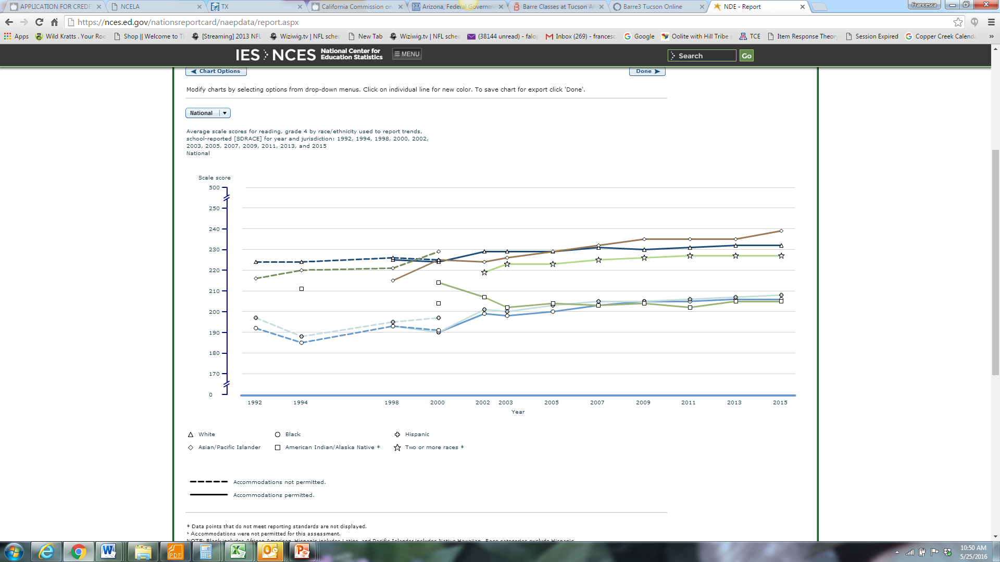 APPLICATION FOR CREDE
NCELA
TX
California Commission on
Arizona, Federal Governm
Barre Classes at Tucson
Barre3 Tucson Online
NDE - Report
Francesca
https://nces.ed.gov/nationsreportcard/naepdata/report.aspx
Apps
Wild Kratts . Your Roo
Shop || Welcome to T
[Streaming] 2013 NFL
Wiziwig.tv | NFL sched
New Tab
Wiziwig.tv | NFL sched
(38144 unread) - falop
Inbox (269) - francesc
Google
Oolite with Hill Tribe
TCE
Item Response Theory
Session Expired
Copper Creek Calenda
»
IES NCES National Center for
Education Statistics
MENU
Search
Go
Chart Options
Done
Modify charts by selecting options from drop-down menus. Click on individual line for new color. To save chart for export click 'Done'.
National
Average scale scores for reading, grade 4 by race/ethnicity used to report trends,
school-reported [SDRACE] for year and jurisdiction: 1992, 1994, 1998, 2000, 2002,
2003, 2005, 2007, 2009, 2011, 2013, and 2015
National
Scale score
500
250
240
230
220
210
200
190
180
170
0
1992 1994 1998 2000 2002 2003 2005 2007 2009 2011 2013 2015
Year
White Black Hispanic
Asian/Pacific Islander American Indian/Alaska Native ‡ Two or more races ‡
Accommodations not permitted.
Accommodations permitted.
‡ Data points that do not meet reporting standards are not displayed.
¹ Accommodations were not permitted for this assessment.
NOTE: Black includes African American, Hispanic includes Latino, and Pacific Islander includes Native Hawaiian. Race categories exclude Hispanic
PDF
10:50 AM
5/25/2016